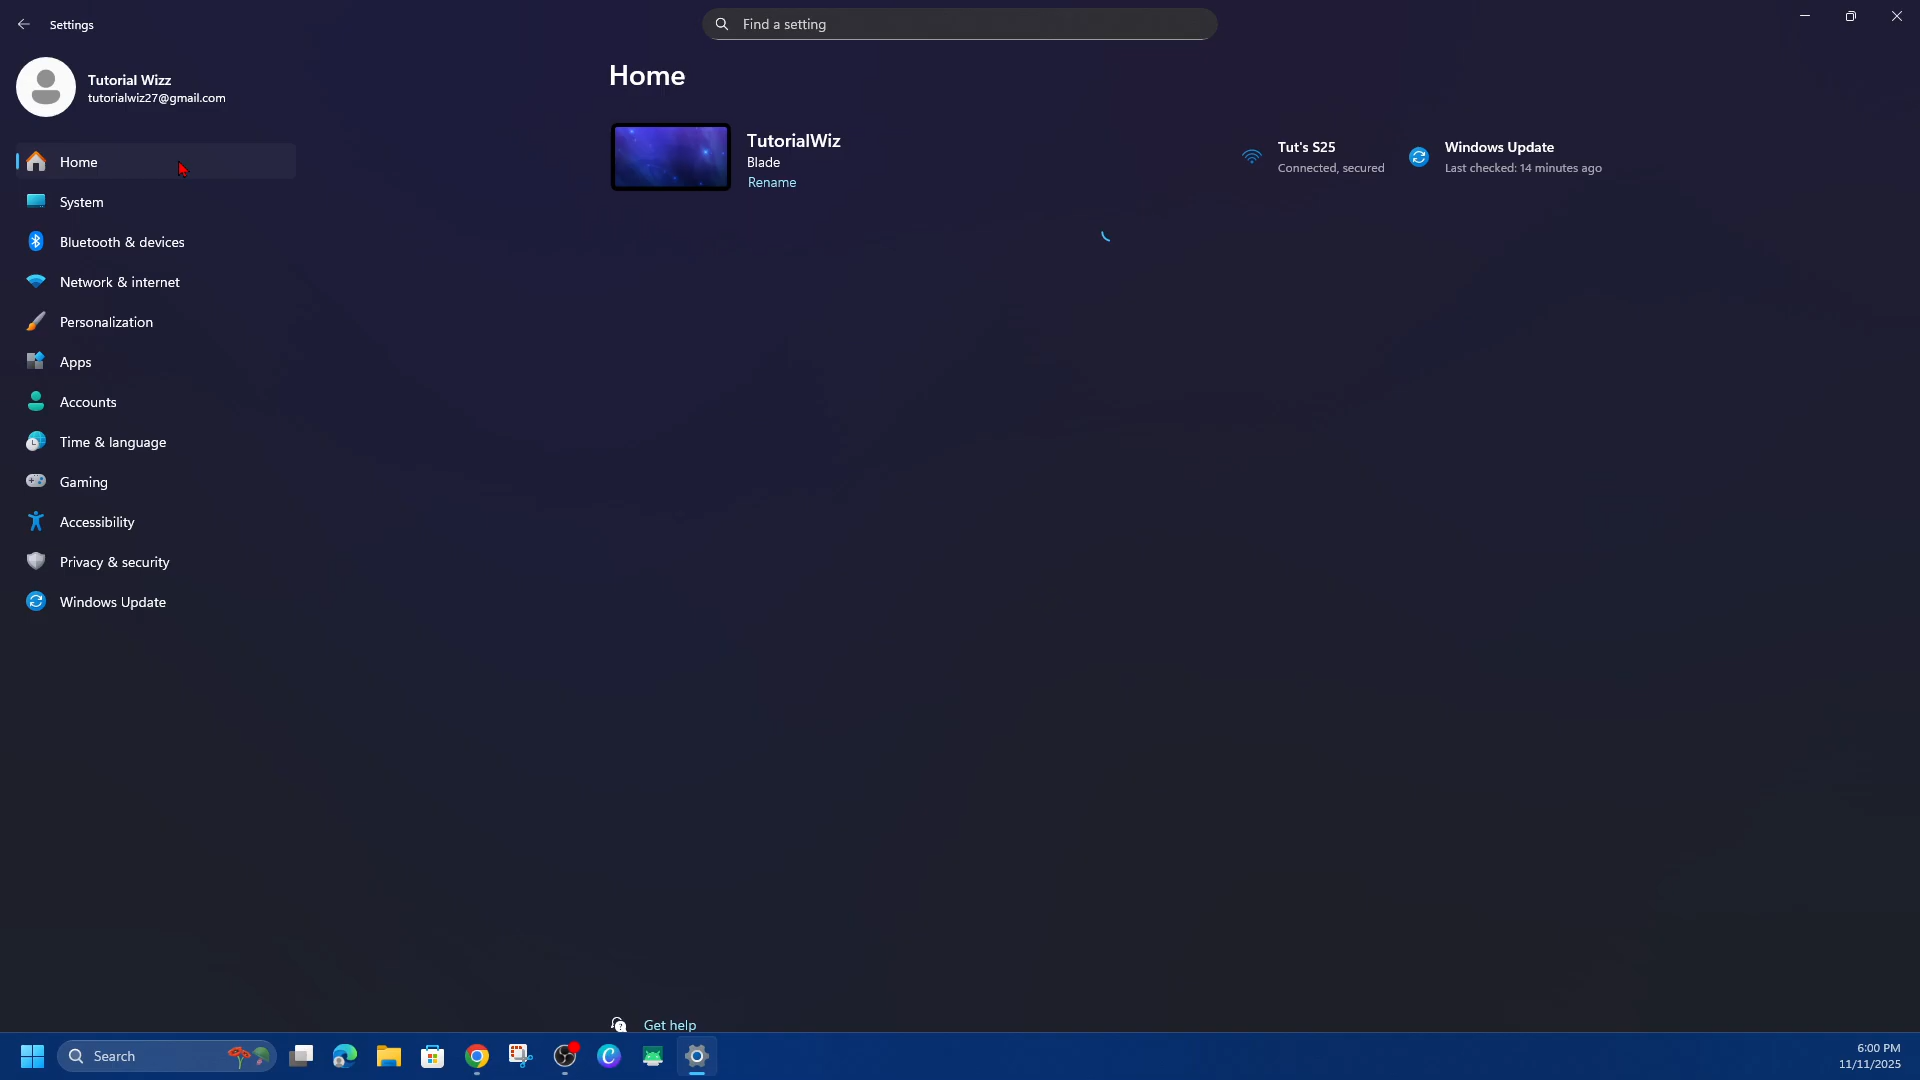 Settings
Find a setting
Tutorial Wizz
tutorialwiz27@gmail.com
Home
System
Bluetooth & devices
Network & internet
Personalization
Apps
Accounts
Time & language
Gaming
Accessibility
Privacy & security
Windows Update
Home
TutorialWiz
Blade
Rename
Tut's S25
Connected, secured
Windows Update
Last checked: 14 minutes ago
Get help
Search
6:00 PM
11/11/2025